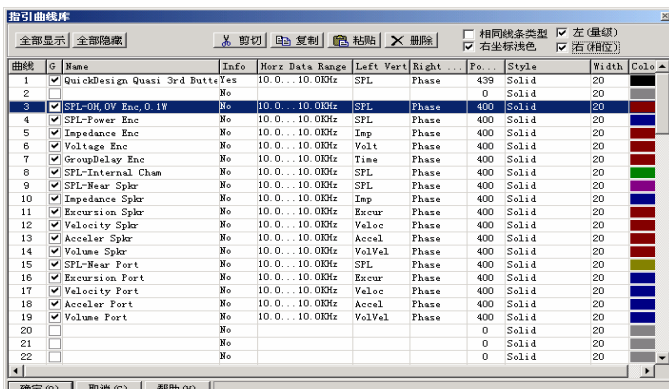 指引曲线库
全部显示 全部隐藏 剪切 复制 粘贴 删除 相同线条类型 左(量级)
右坐标浅色 右(相位)
曲线 G Name Info Horz Data Range Left Vert Right ... Po... Style Width Colo
1 QuickDesign Quasi 3rd Butte Yes 10.0...10.0KHz SPL Phase 439 Solid 20
2 No 0 Solid 20
3 SPL-0H,0V Enc,0.1W No 10.0...10.0KHz SPL Phase 400 Solid 20
4 SPL-Power Enc No 10.0...10.0KHz SPL Phase 400 Solid 20
5 Impedance Enc No 10.0...10.0KHz Imp Phase 400 Solid 20
6 Voltage Enc No 10.0...10.0KHz Volt Phase 400 Solid 20
7 GroupDelay Enc No 10.0...10.0KHz Time Phase 400 Solid 20
8 SPL-Internal Cham No 10.0...10.0KHz SPL Phase 400 Solid 20
9 SPL-Near Spkr No 10.0...10.0KHz SPL Phase 400 Solid 20
10 Impedance Spkr No 10.0...10.0KHz Imp Phase 400 Solid 20
11 Excursion Spkr No 10.0...10.0KHz Excur Phase 400 Solid 20
12 Velocity Spkr No 10.0...10.0KHz Veloc Phase 400 Solid 20
13 Acceler Spkr No 10.0...10.0KHz Accel Phase 400 Solid 20
14 Volume Spkr No 10.0...10.0KHz VolVel Phase 400 Solid 20
15 SPL-Near Port No 10.0...10.0KHz SPL Phase 400 Solid 20
16 Excursion Port No 10.0...10.0KHz Excur Phase 400 Solid 20
17 Velocity Port No 10.0...10.0KHz Veloc Phase 400 Solid 20
18 Acceler Port No 10.0...10.0KHz Accel Phase 400 Solid 20
19 Volume Port No 10.0...10.0KHz VolVel Phase 400 Solid 20
20 No 0 Solid 20
21 No 0 Solid 20
22 No 0 Solid 20